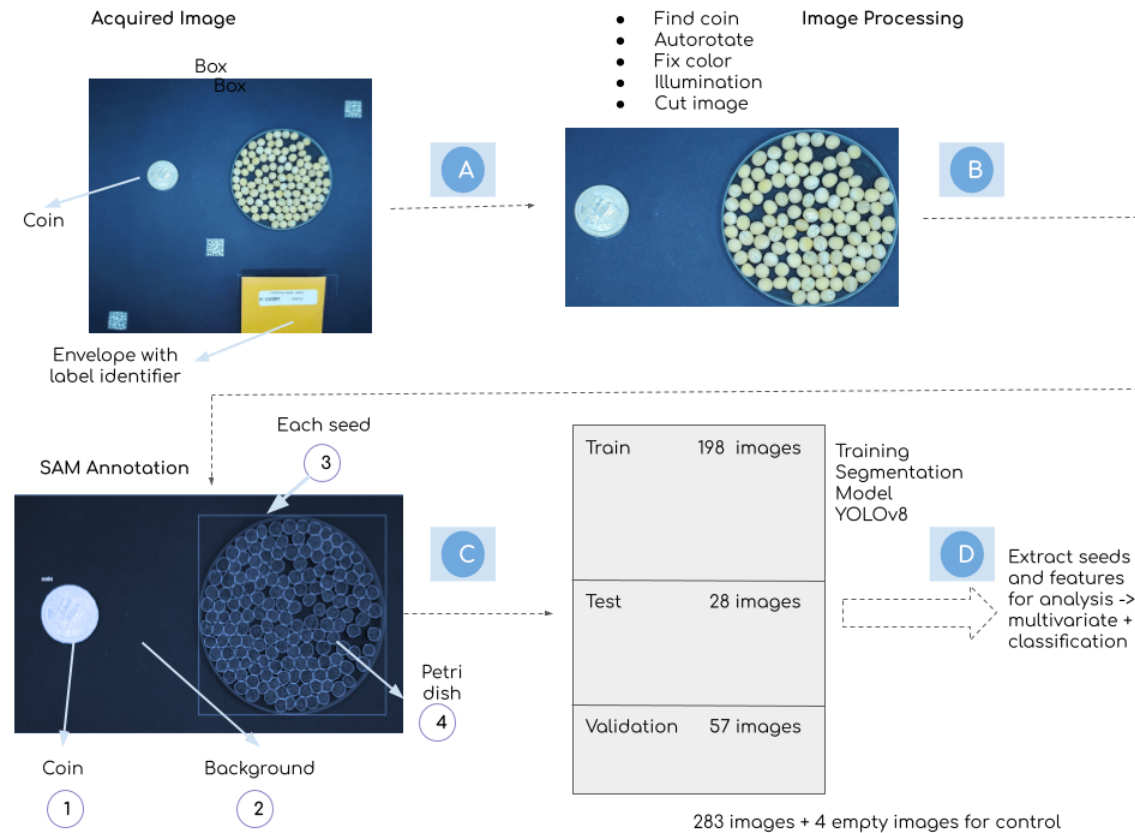 Acquired Image
Box
Box
Coin
Envelope with
label identifier
A
● Find coin
● Autorotate
● Fix color
● Illumination
● Cut image
Image Processing
B
SAM Annotation
Each seed
3
coin
Coin
1
Background
2
Petri
dish
4
C
Train 198 images
Test 28 images
Validation 57 images
Training
Segmentation
Model
YOLOv8
D
Extract seeds
and features
for analysis ->
multivariate +
classification
283 images + 4 empty images for control